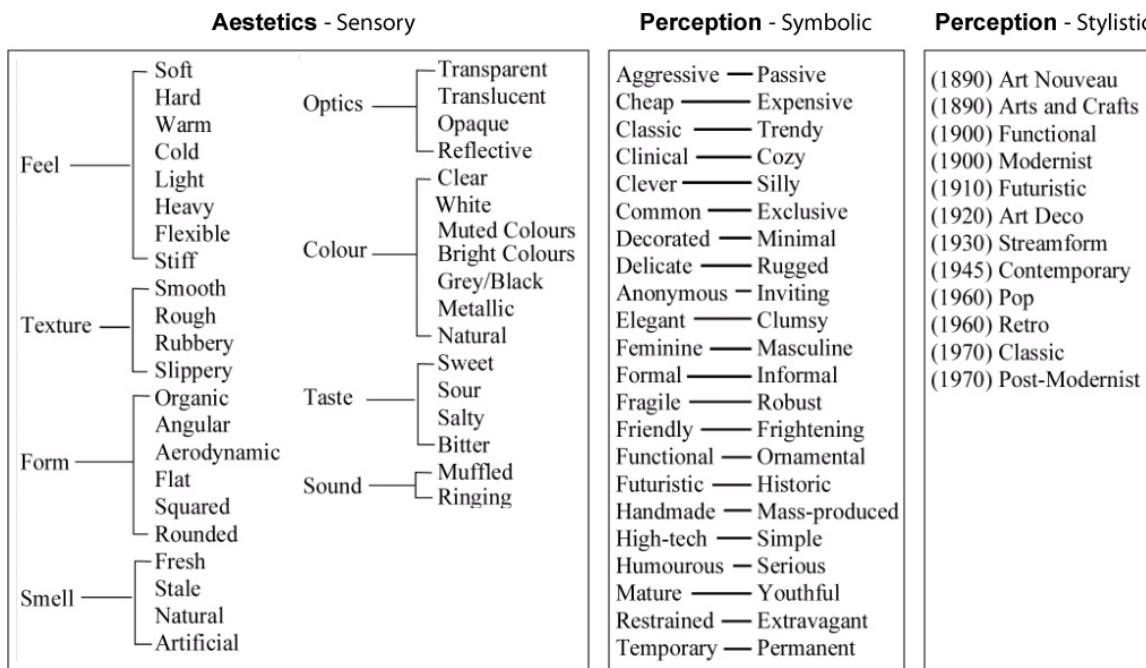 Aestetics - Sensory
Feel
Soft
Hard
Warm
Cold
Light
Heavy
Flexible
Stiff
Texture
Smooth
Rough
Rubbery
Slippery
Form
Organic
Angular
Aerodynamic
Flat
Squared
Rounded
Smell
Fresh
Stale
Natural
Artificial
Optics
Transparent
Translucent
Opaque
Reflective
Colour
Clear
White
Muted Colours
Bright Colours
Grey/Black
Metallic
Natural
Taste
Sweet
Sour
Salty
Bitter
Sound
Muffled
Ringing
Perception - Symbolic
Aggressive — Passive
Cheap — Expensive
Classic — Trendy
Clinical — Cozy
Clever — Silly
Common — Exclusive
Decorated — Minimal
Delicate — Rugged
Anonymous — Inviting
Elegant — Clumsy
Feminine — Masculine
Formal — Informal
Fragile — Robust
Friendly — Frightening
Functional — Ornamental
Futuristic — Historic
Handmade — Mass-produced
High-tech — Simple
Humourous — Serious
Mature — Youthful
Restrained — Extravagant
Temporary — Permanent
Perception - Stylistic
(1890) Art Nouveau
(1890) Arts and Crafts
(1900) Functional
(1900) Modernist
(1910) Futuristic
(1920) Art Deco
(1930) Streamform
(1945) Contemporary
(1960) Pop
(1960) Retro
(1970) Classic
(1970) Post-Modernist